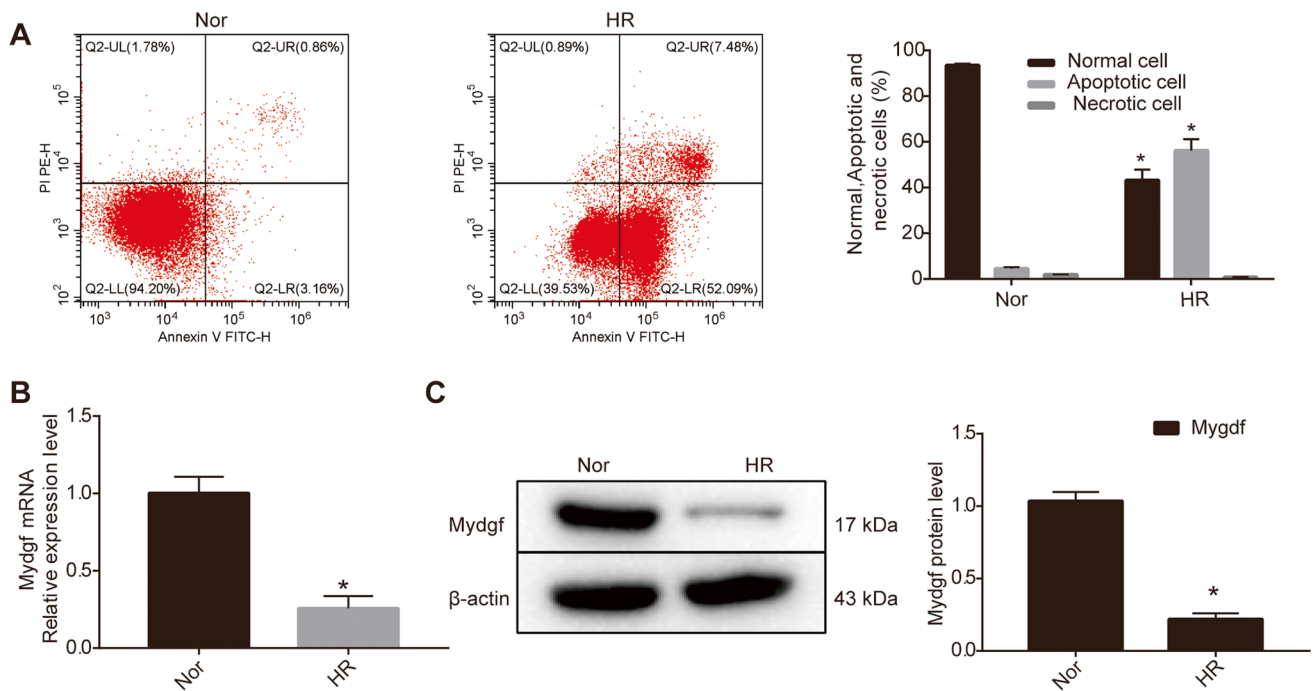 A
Nor
Q2-UL(1.78%)
Q2-UR(0.86%)
Q2-LL(94.20%)
Q2-LR(3.16%)
PI PE-H
10^5
10^4
10^3
10^2
10^3
10^4
10^5
10^6
Annexin V FITC-H
HR
Q2-UL(0.89%)
Q2-UR(7.48%)
Q2-LL(39.53%)
Q2-LR(52.09%)
PI PE-H
10^5
10^4
10^3
10^2
10^3
10^4
10^5
10^6
Annexin V FITC-H
Normal,Apoptotic and
necrotic cells (%)
100
80
60
40
20
0
Normal cell
Apoptotic cell
Necrotic cell
*
*
Nor
HR
B
Mydgf mRNA
Relative expression level
1.5
1.0
0.5
0.0
*
Nor
HR
C
Nor
HR
Mydgf
17 kDa
β-actin
43 kDa
Mygdf
Mydgf protein level
1.5
1.0
0.5
0.0
*
Nor
HR